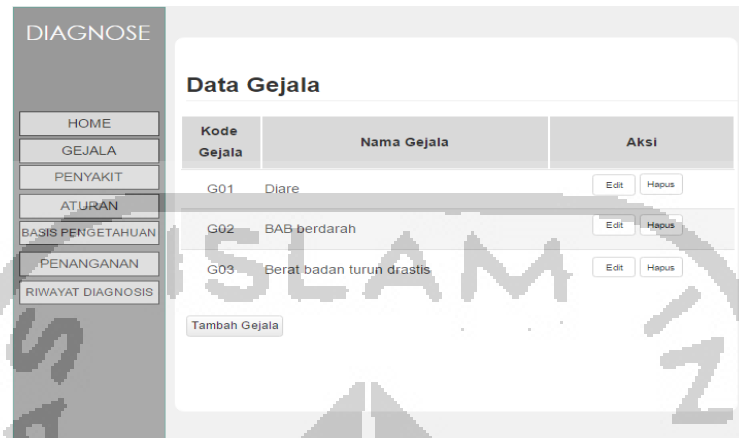 DIAGNOSE
HOME
GEJALA
PENYAKIT
ATURAN
BASIS PENGETAHUAN
PENANGANAN
RIWAYAT DIAGNOSIS
Data Gejala
Kode Gejala Nama Gejala Aksi
G01 Diare Edit Hapus
G02 BAB berdarah Edit Hapus
G03 Berat badan turun drastis Edit Hapus
Tambah Gejala
ISLAM